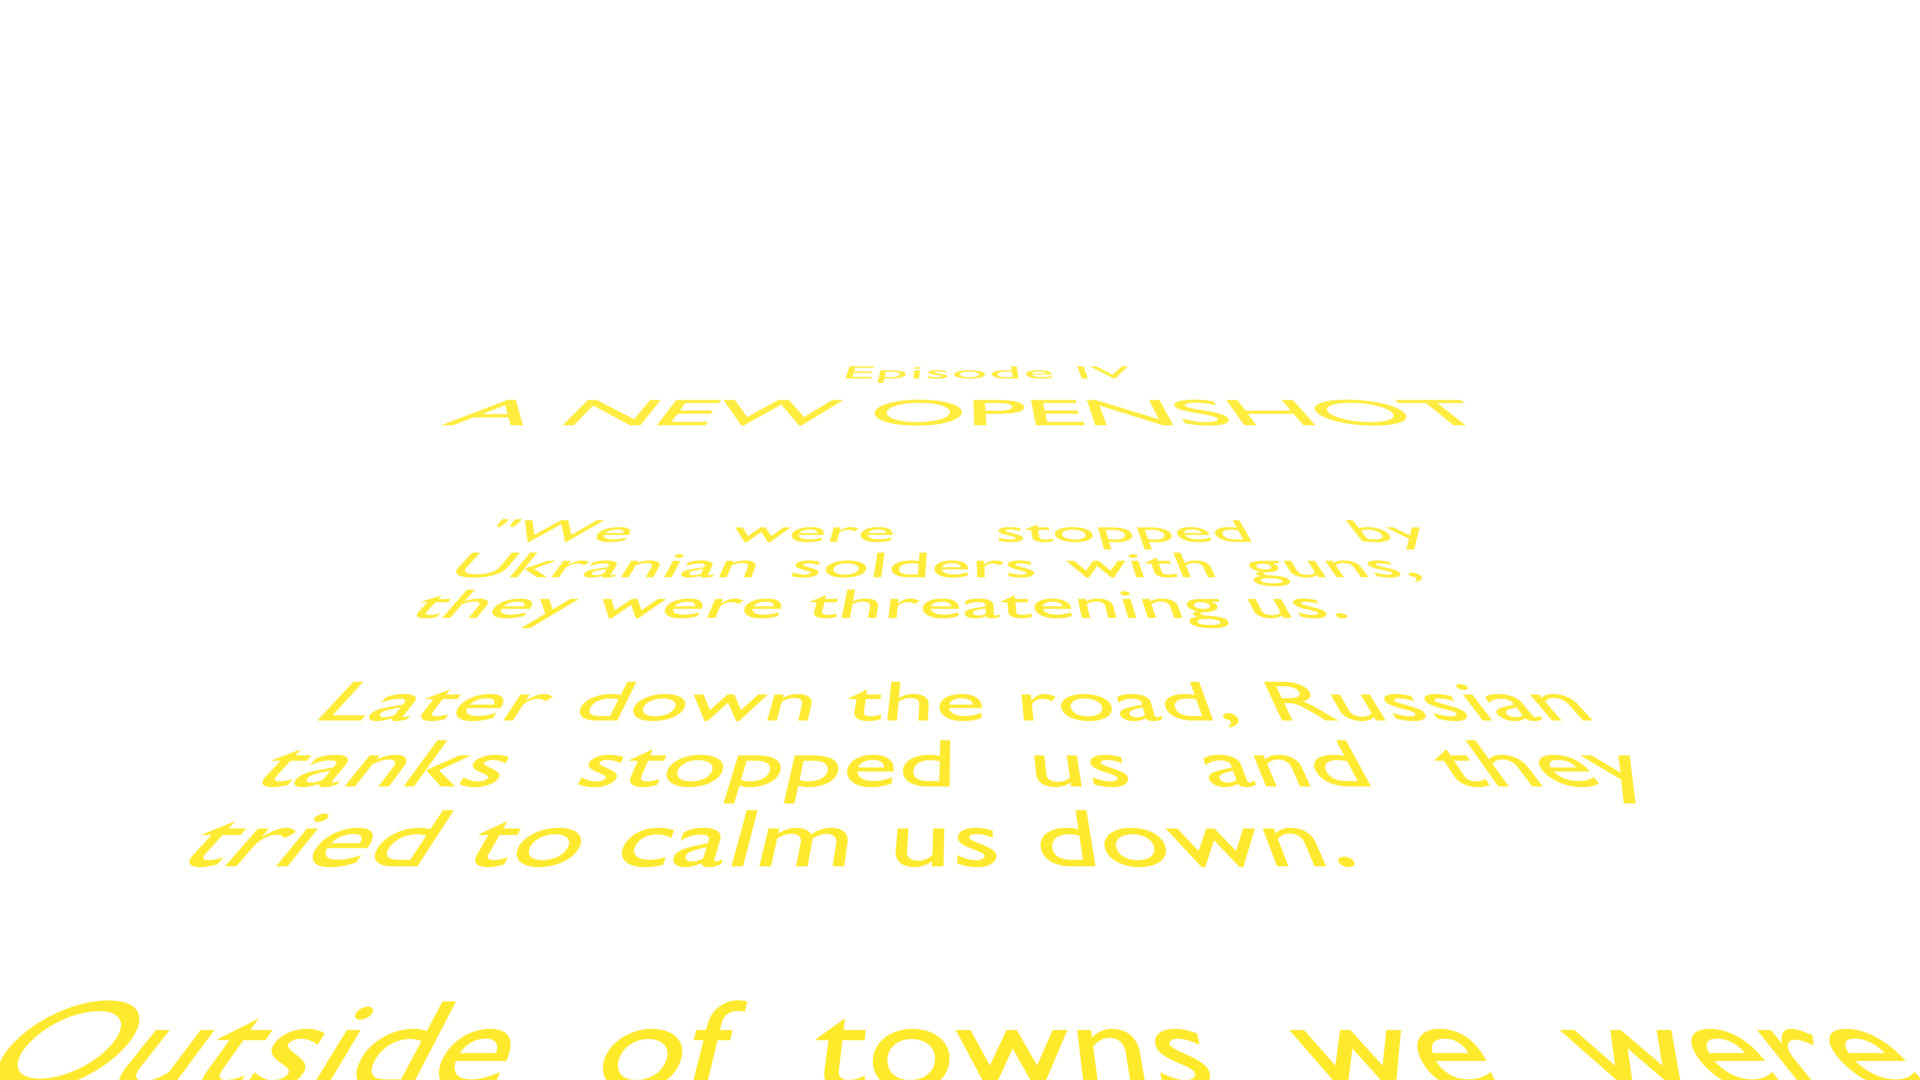 Episode IV
A NEW OPENSHOT
"We were stopped by
Ukranian solders with guns,
they were threatening us.
Later down the road, Russian
tanks stopped us and they
tried to calm us down.
Outside of towns we were